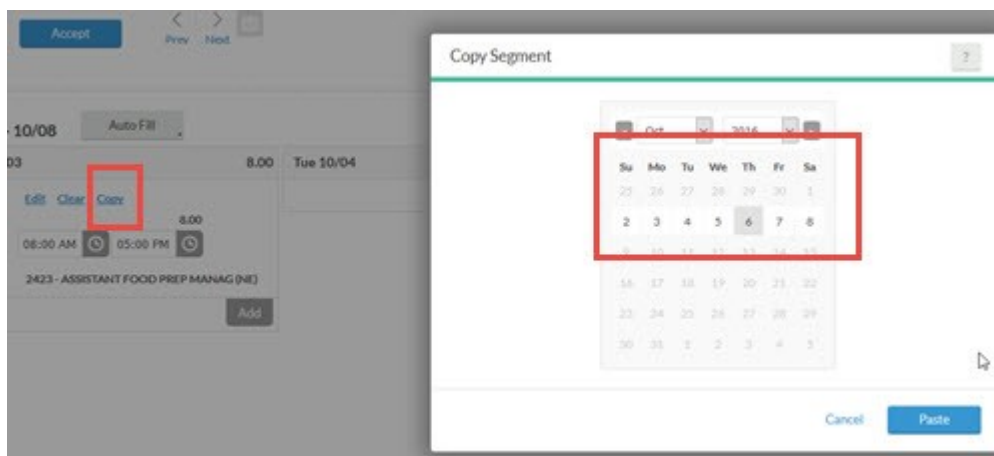 Accept
Prev Next
Copy Segment
?
10/08 Auto Fill
03 8.00 Tue 10/04
Edit Clear Copy
8.00
08:00 AM 05:00 PM
2423 - ASSISTANT FOOD PREP MANAG (NE)
Add
Oct 2016
Su Mo Tu We Th Fr Sa
25 26 27 28 29 30 1
2 3 4 5 6 7 8
9 10 11 12 13 14 15
16 17 18 19 20 21 22
23 24 25 26 27 28 29
30 31 1 2 3 4 5
Cancel Paste